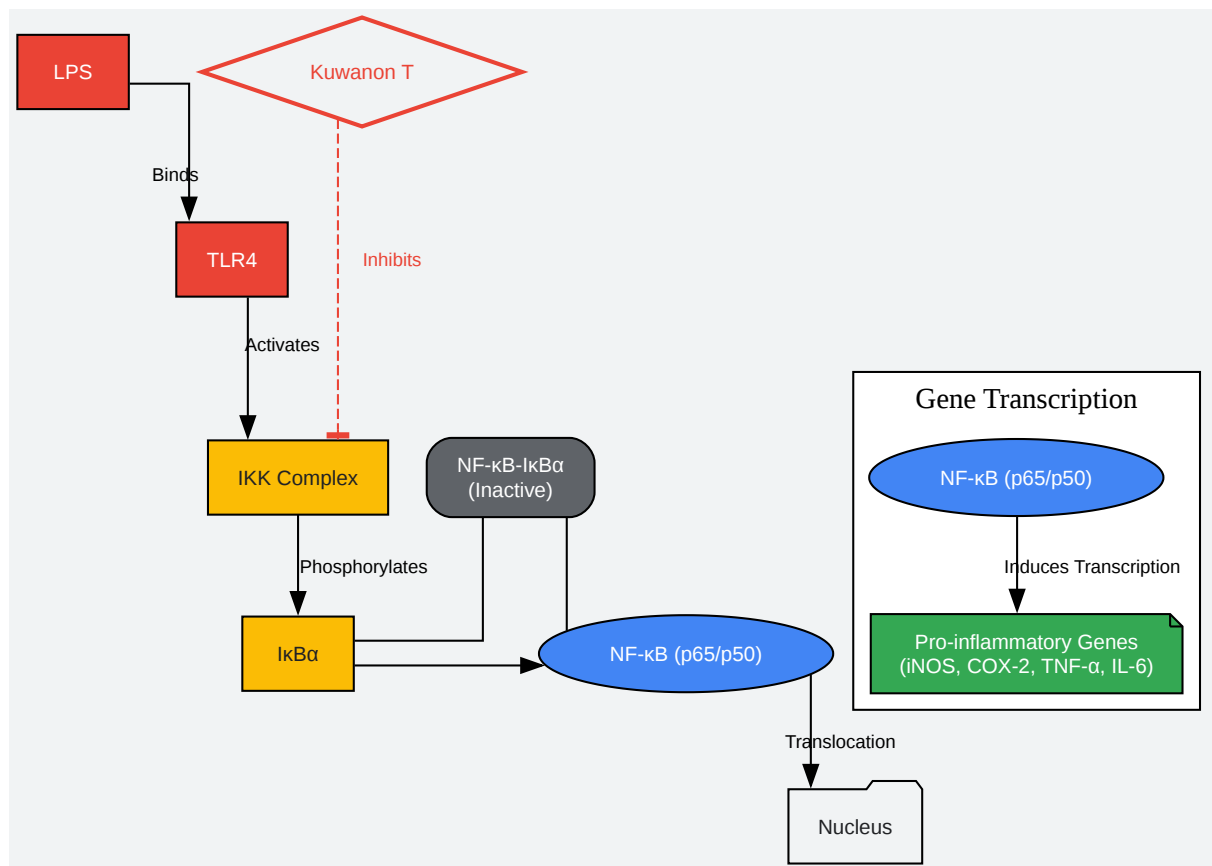 LPS
Kuwanon T
Binds
TLR4
Inhibits
Activates
Gene Transcription
IKK Complex
NF-κB-IκBα
(Inactive)
NF-κB (p65/p50)
Phosphorylates
Induces Transcription
IκBα
NF-κB (p65/p50)
Pro-inflammatory Genes
(iNOS, COX-2, TNF-α, IL-6)
Translocation
Nucleus